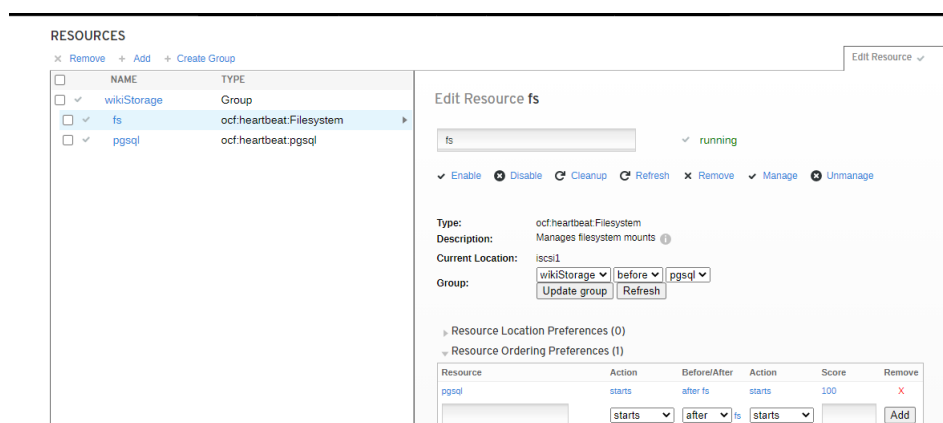 RESOURCES
× Remove + Add + Create Group
Edit Resource
NAME TYPE
wikiStorage Group
fs ocf:heartbeat:Filesystem
pgsql ocf:heartbeat:pgsql
Edit Resource fs
fs running
Enable Disable Cleanup Refresh Remove Manage Unmanage
Type: ocf:heartbeat:Filesystem
Description: Manages filesystem mounts i
Current Location: iscsi1
Group: wikiStorage before pgsql
Update group Refresh
Resource Location Preferences (0)
Resource Ordering Preferences (1)
Resource Action Before/After Action Score Remove
pgsql starts after fs starts 100 X
starts after fs starts Add